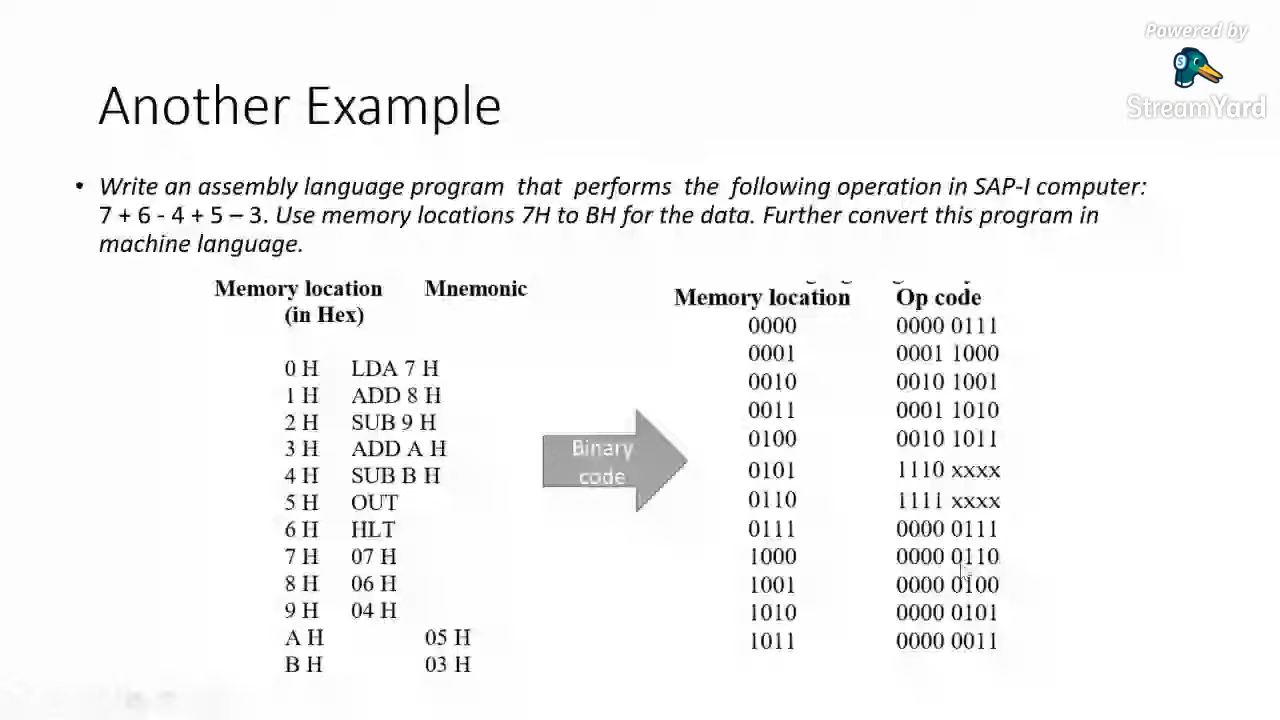 Powered by
StreamYard
Another Example
• Write an assembly language program that performs the following operation in SAP-I computer:
7 + 6 - 4 + 5 – 3. Use memory locations 7H to BH for the data. Further convert this program in
machine language.
Memory location Mnemonic
(in Hex)
0 H LDA 7 H
1 H ADD 8 H
2 H SUB 9 H
3 H ADD A H
4 H SUB B H
5 H OUT
6 H HLT
7 H 07 H
8 H 06 H
9 H 04 H
A H 05 H
B H 03 H
Binary
code
Memory location Op code
0000 0000 0111
0001 0001 1000
0010 0010 1001
0011 0001 1010
0100 0010 1011
0101 1110 xxxx
0110 1111 xxxx
0111 0000 0111
1000 0000 0110
1001 0000 0100
1010 0000 0101
1011 0000 0011